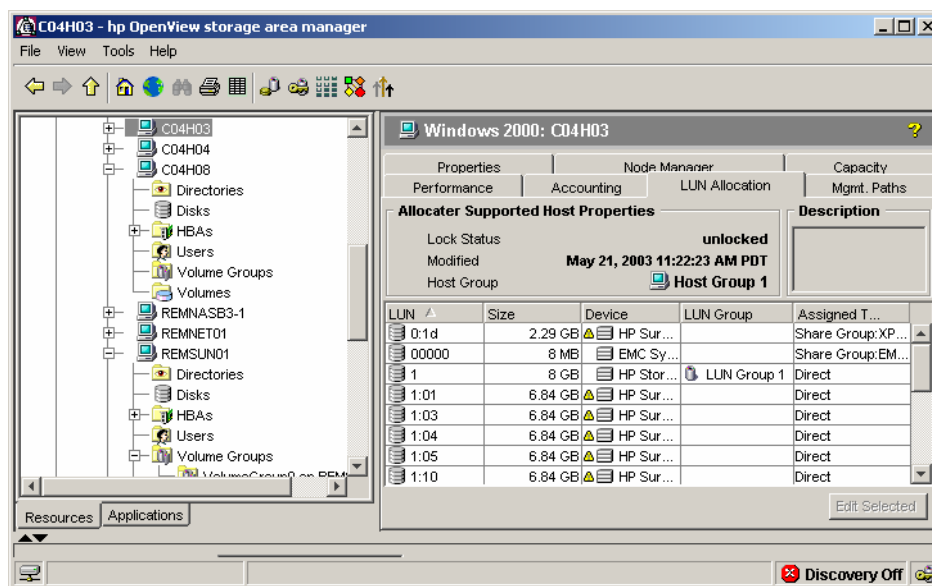 C04H03 - hp OpenView storage area manager
File View Tools Help
C04H03
C04H04
C04H08
Directories
Disks
HBAs
Users
Volume Groups
Volumes
REMNASB3-1
REMNET01
REMSUN01
Directories
Disks
HBAs
Users
Volume Groups
Resources Applications
Windows 2000: C04H03 ?
Properties Node Manager Capacity
Performance Accounting LUN Allocation Mgmt. Paths
Allocater Supported Host Properties Description
Lock Status unlocked
Modified May 21, 2003 11:22:23 AM PDT
Host Group Host Group 1
LUN Size Device LUN Group Assigned T...
0:1d 2.29 GB HP Sur... Share Group:XP...
00000 8 MB EMC Sy... Share Group:EM...
1 8 GB HP Stor... LUN Group 1 Direct
1:01 6.84 GB HP Sur... Direct
1:03 6.84 GB HP Sur... Direct
1:04 6.84 GB HP Sur... Direct
1:05 6.84 GB HP Sur... Direct
1:10 6.84 GB HP Sur... Direct
Edit Selected
Discovery Off